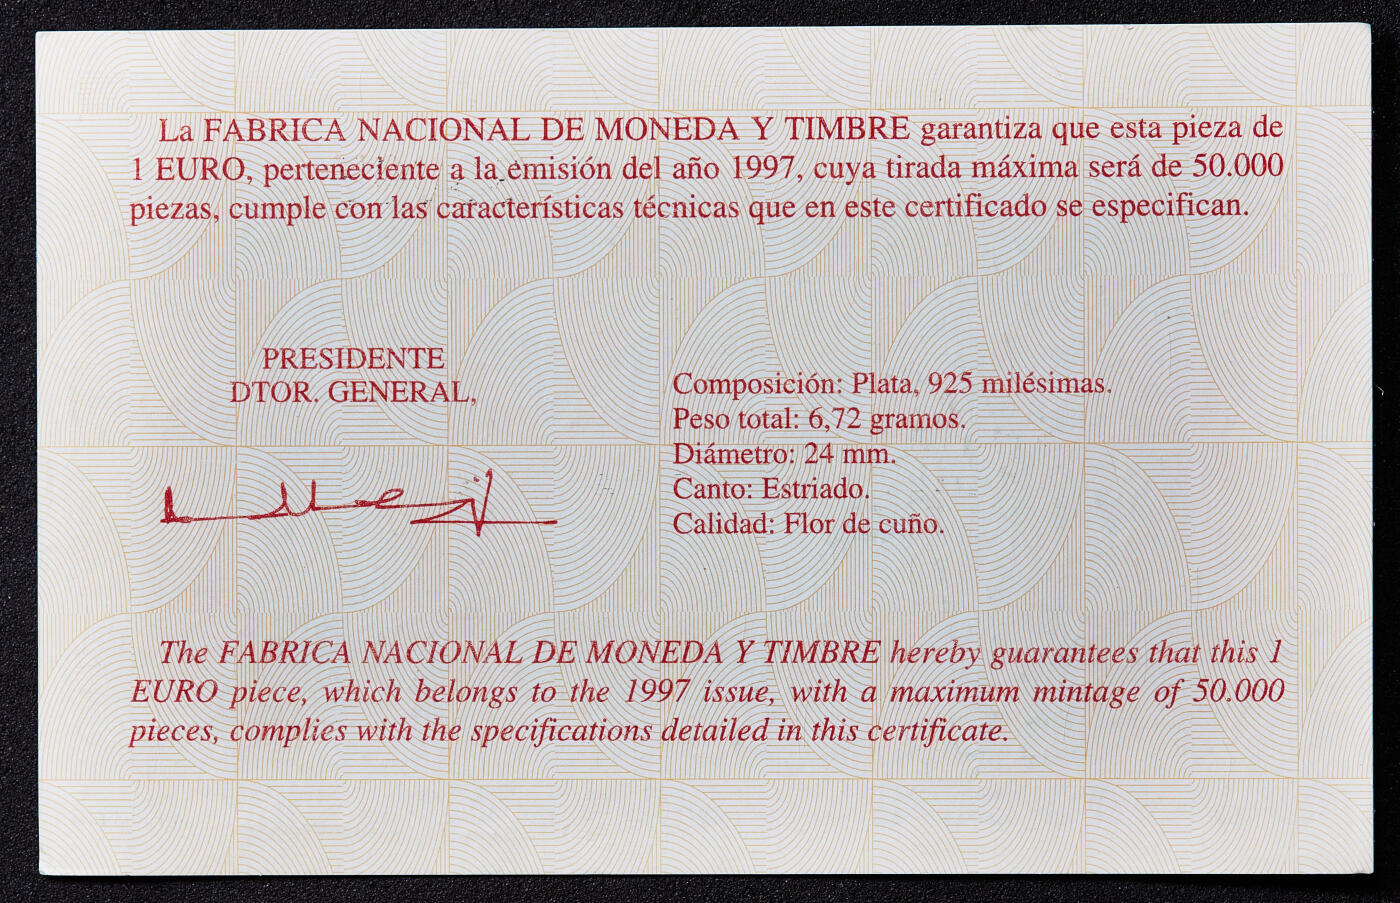 La FABRICA NACIONAL DE MONEDA Y TIMBRE garantiza que esta pieza de
1 EURO, perteneciente a la emisión del año 1997, cuya tirada máxima será de 50.000
piezas, cumple con las características técnicas que en este certificado se especifican.
PRESIDENTE
DTOR. GENERAL,
Composición: Plata, 925 milésimas.
Peso total: 6,72 gramos.
Diámetro: 24 mm.
Canto: Estriado.
Calidad: Flor de cuño.
The FABRICA NACIONAL DE MONEDA Y TIMBRE hereby guarantees that this 1
EURO piece, which belongs to the 1997 issue, with a maximum mintage of 50.000
pieces, complies with the specifications detailed in this certificate.